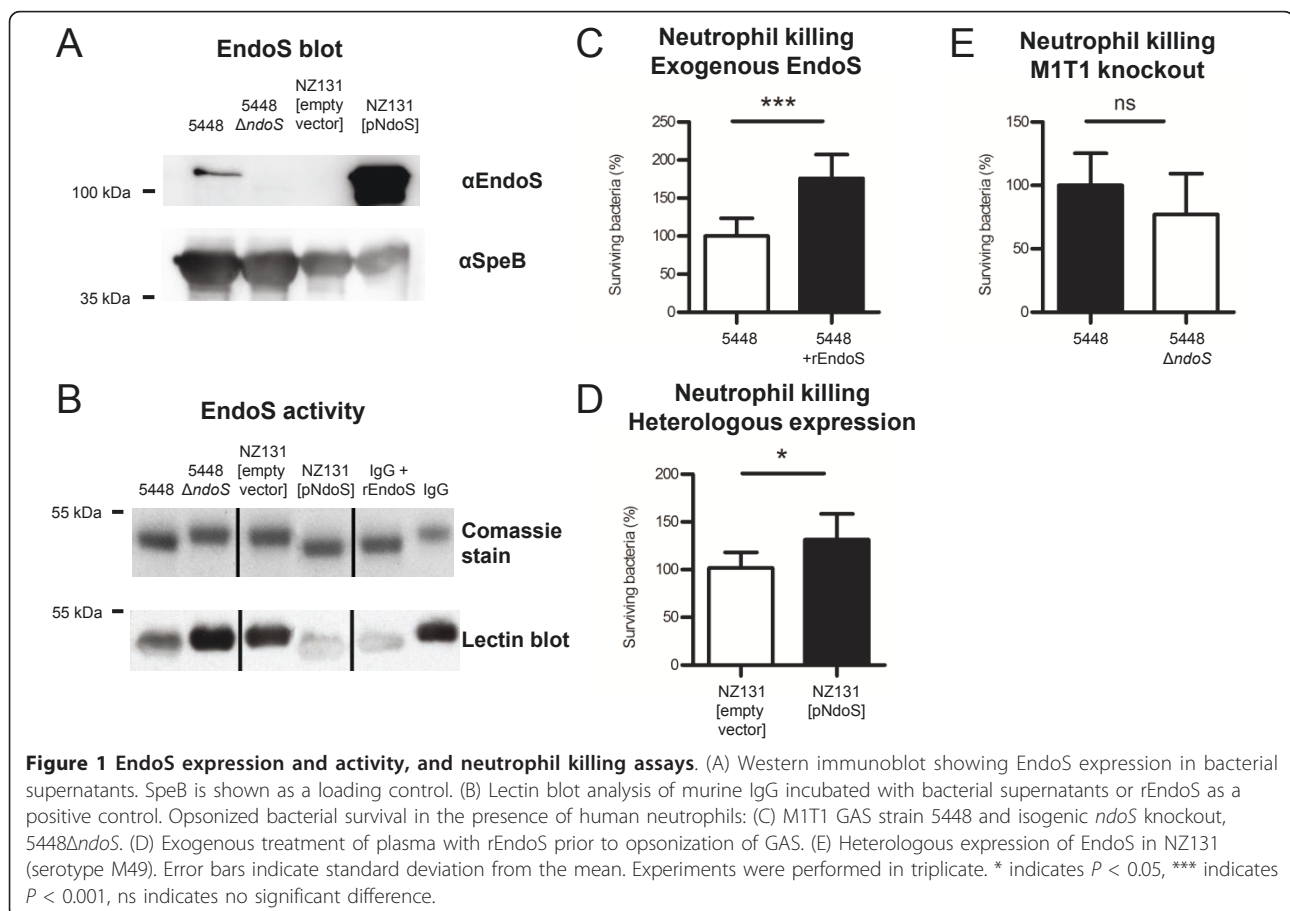 A
EndoS blot
5448
5448
ΔndoS
NZ131
[empty
vector]
NZ131
[pNdoS]
100 kDa
αEndoS
35 kDa
αSpeB
B
EndoS activity
5448
5448
ΔndoS
NZ131
[empty
vector]
NZ131
[pNdoS]
IgG +
rEndoS
IgG
55 kDa
Comassie
stain
55 kDa
Lectin blot
C
Neutrophil killing
Exogenous EndoS
***
Surviving bacteria (%)
250
200
150
100
50
0
5448
5448
+rEndoS
D
Neutrophil killing
Heterologous expression
*
Surviving bacteria (%)
200
150
100
50
0
NZ131
[empty
vector]
NZ131
[pNdoS]
E
Neutrophil killing
M1T1 knockout
ns
Surviving bacteria (%)
150
100
50
0
5448
5448
ΔndoS
Figure 1 EndoS expression and activity, and neutrophil killing assays. (A) Western immunoblot showing EndoS expression in bacterial
supernatants. SpeB is shown as a loading control. (B) Lectin blot analysis of murine IgG incubated with bacterial supernatants or rEndoS as a
positive control. Opsonized bacterial survival in the presence of human neutrophils: (C) M1T1 GAS strain 5448 and isogenic ndoS knockout,
5448ΔndoS. (D) Exogenous treatment of plasma with rEndoS prior to opsonization of GAS. (E) Heterologous expression of EndoS in NZ131
(serotype M49). Error bars indicate standard deviation from the mean. Experiments were performed in triplicate. * indicates P < 0.05, *** indicates
P < 0.001, ns indicates no significant difference.